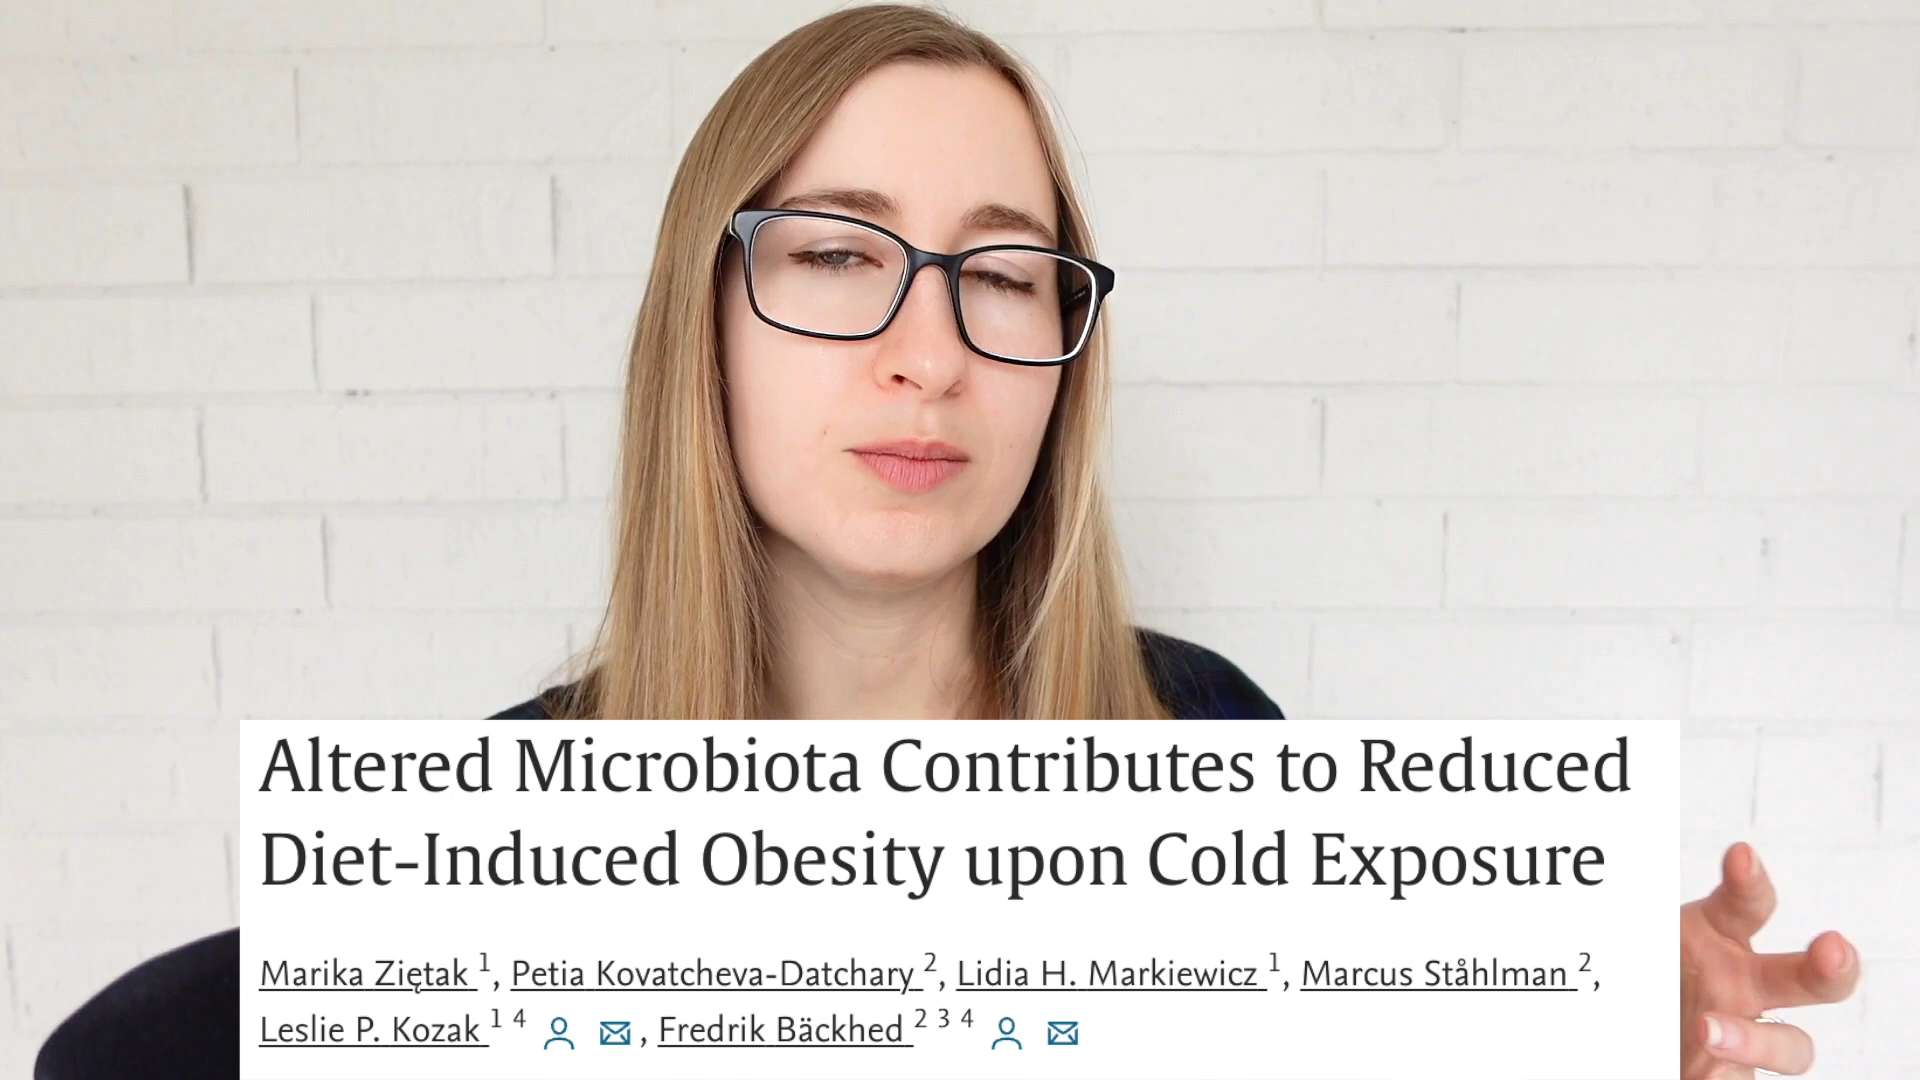 Altered Microbiota Contributes to Reduced
Diet-Induced Obesity upon Cold Exposure
Marika Ziętak 1, Petia Kovatcheva-Datchary 2, Lidia H. Markiewicz 1, Marcus Ståhlman 2,
Leslie P. Kozak 1 4, Fredrik Bäckhed 2 3 4